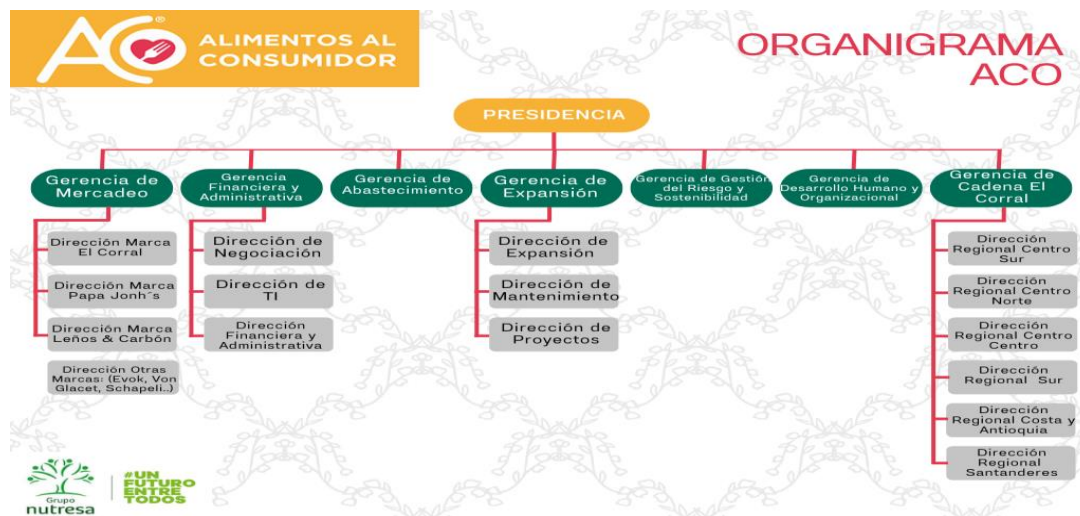 ACO®
ALIMENTOS AL
CONSUMIDOR
ORGANIGRAMA
ACO
PRESIDENCIA
Gerencia de
Mercadeo
Gerencia
Financiera y
Administrativa
Gerencia de
Abastecimiento
Gerencia de
Expansión
Gerencia de Gestión
del Riesgo y
Sostenibilidad
Gerencia de
Desarrollo Humano y
Organizacional
Gerencia de
Cadena El
Corral
Dirección Marca
El Corral
Dirección Marca
Papa Jonh´s
Dirección Marca
Leños & Carbón
Dirección Otras
Marcas: (Evok, Von
Glacet, Schapeli..)
Dirección de
Negociación
Dirección de
TI
Dirección
Financiera y
Administrativa
Dirección de
Expansión
Dirección de
Mantenimiento
Dirección de
Proyectos
Dirección
Regional Centro
Sur
Dirección
Regional Centro
Norte
Dirección
Regional Centro
Centro
Dirección
Regional Sur
Dirección
Regional Costa y
Antioquia
Dirección
Regional
Santanderes
Grupo
nutresa
#UN
FUTURO
ENTRE
TODOS